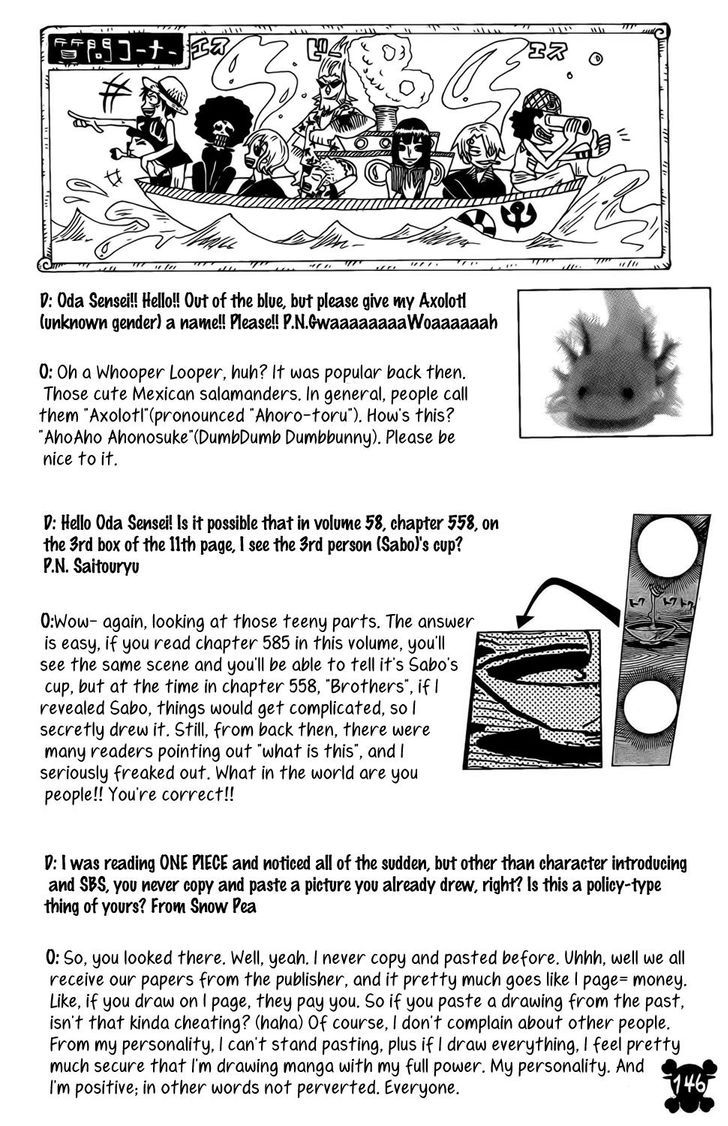 質問コーナー エス ビー エス
D: Oda Sensei!! Hello!! Out of the blue, but please give my Axolotl
(unknown gender) a name!! Please!! P.N.GwaaaaaaaaWoaaaaaah
O: Oh a Whooper Looper, huh? It was popular back then.
Those cute Mexican salamanders. In general, people call
them "Axolotl"(pronounced "Ahoro-toru"). How's this?
"AhoAho Ahonosuke"(DumbDumb Dumbbunny). Please be
nice to it.
D: Hello Oda Sensei! Is it possible that in volume 58, chapter 558, on
the 3rd box of the 11th page, I see the 3rd person (Sabo)'s cup?
P.N. Saitouryu
O:Wow- again, looking at those teeny parts. The answer
is easy, if you read chapter 585 in this volume, you'll
see the same scene and you'll be able to tell it's Sabo's
cup, but at the time in chapter 558, "Brothers", if I
revealed Sabo, things would get complicated, so I
secretly drew it. Still, from back then, there were
many readers pointing out "what is this", and I
seriously freaked out. What in the world are you
people!! You're correct!!
トク トクトク
D: I was reading ONE PIECE and noticed all of the sudden, but other than character introducing
and SBS, you never copy and paste a picture you already drew, right? Is this a policy-type
thing of yours? From Snow Pea
O: So, you looked there. Well, yeah. I never copy and pasted before. Uhhh, well we all
receive our papers from the publisher, and it pretty much goes like 1 page= money.
Like, if you draw on 1 page, they pay you. So if you paste a drawing from the past,
isn't that kinda cheating? (haha) Of course, I don't complain about other people.
From my personality, I can't stand pasting, plus if I draw everything, I feel pretty
much secure that I'm drawing manga with my full power. My personality. And
I'm positive; in other words not perverted. Everyone.
146